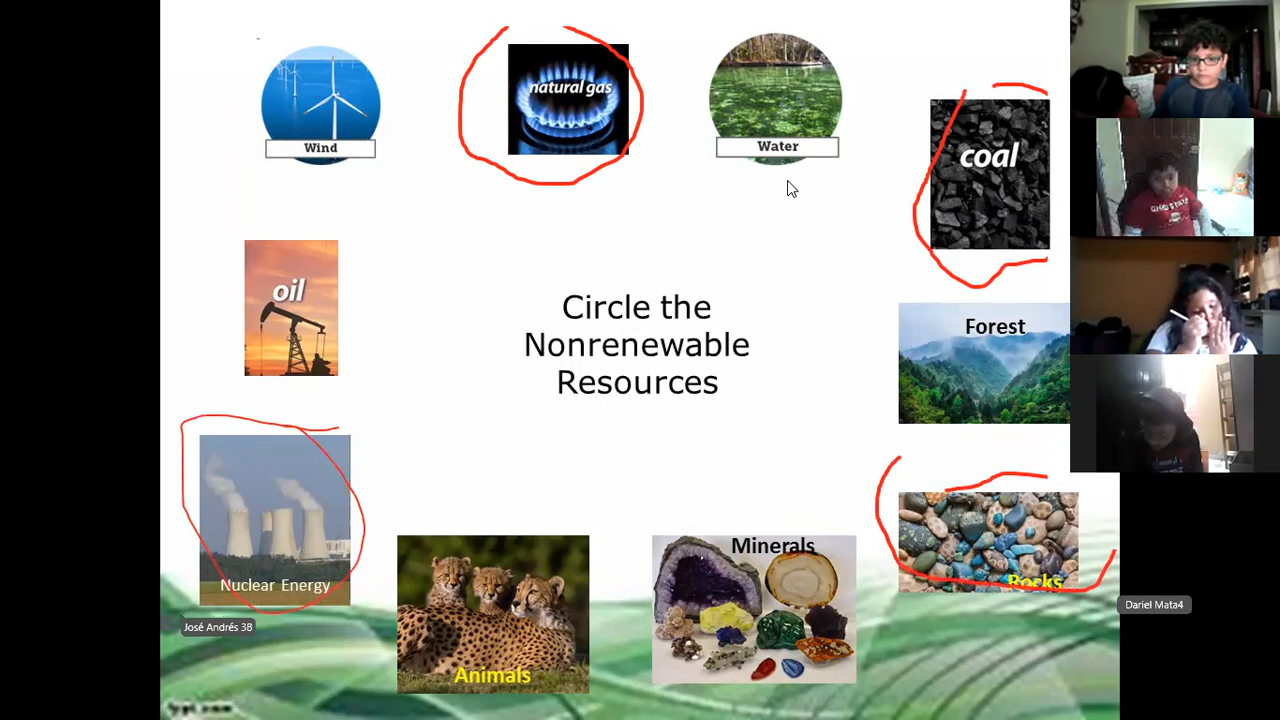 natural gas
Wind
Water
coal
oil
Circle the
Nonrenewable
Resources
Forest
Minerals
Rocks
Nuclear Energy
Animals
José Andrés 3B
Dariel Mata4